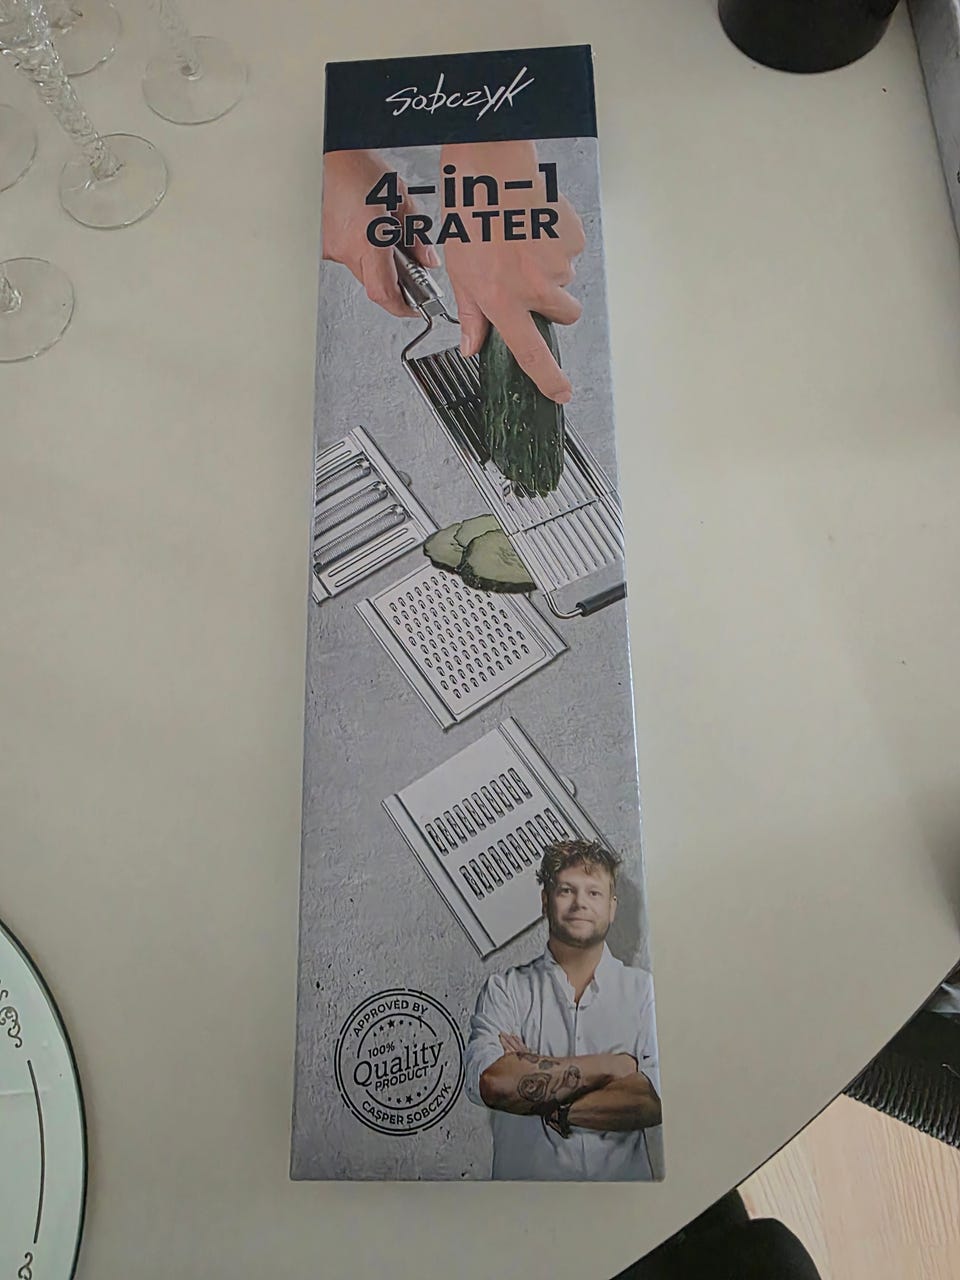 Sobczyk
4-in-1
GRATER
APPROVED BY
100%
Quality
PRODUCT
CASPER SOBCZYK